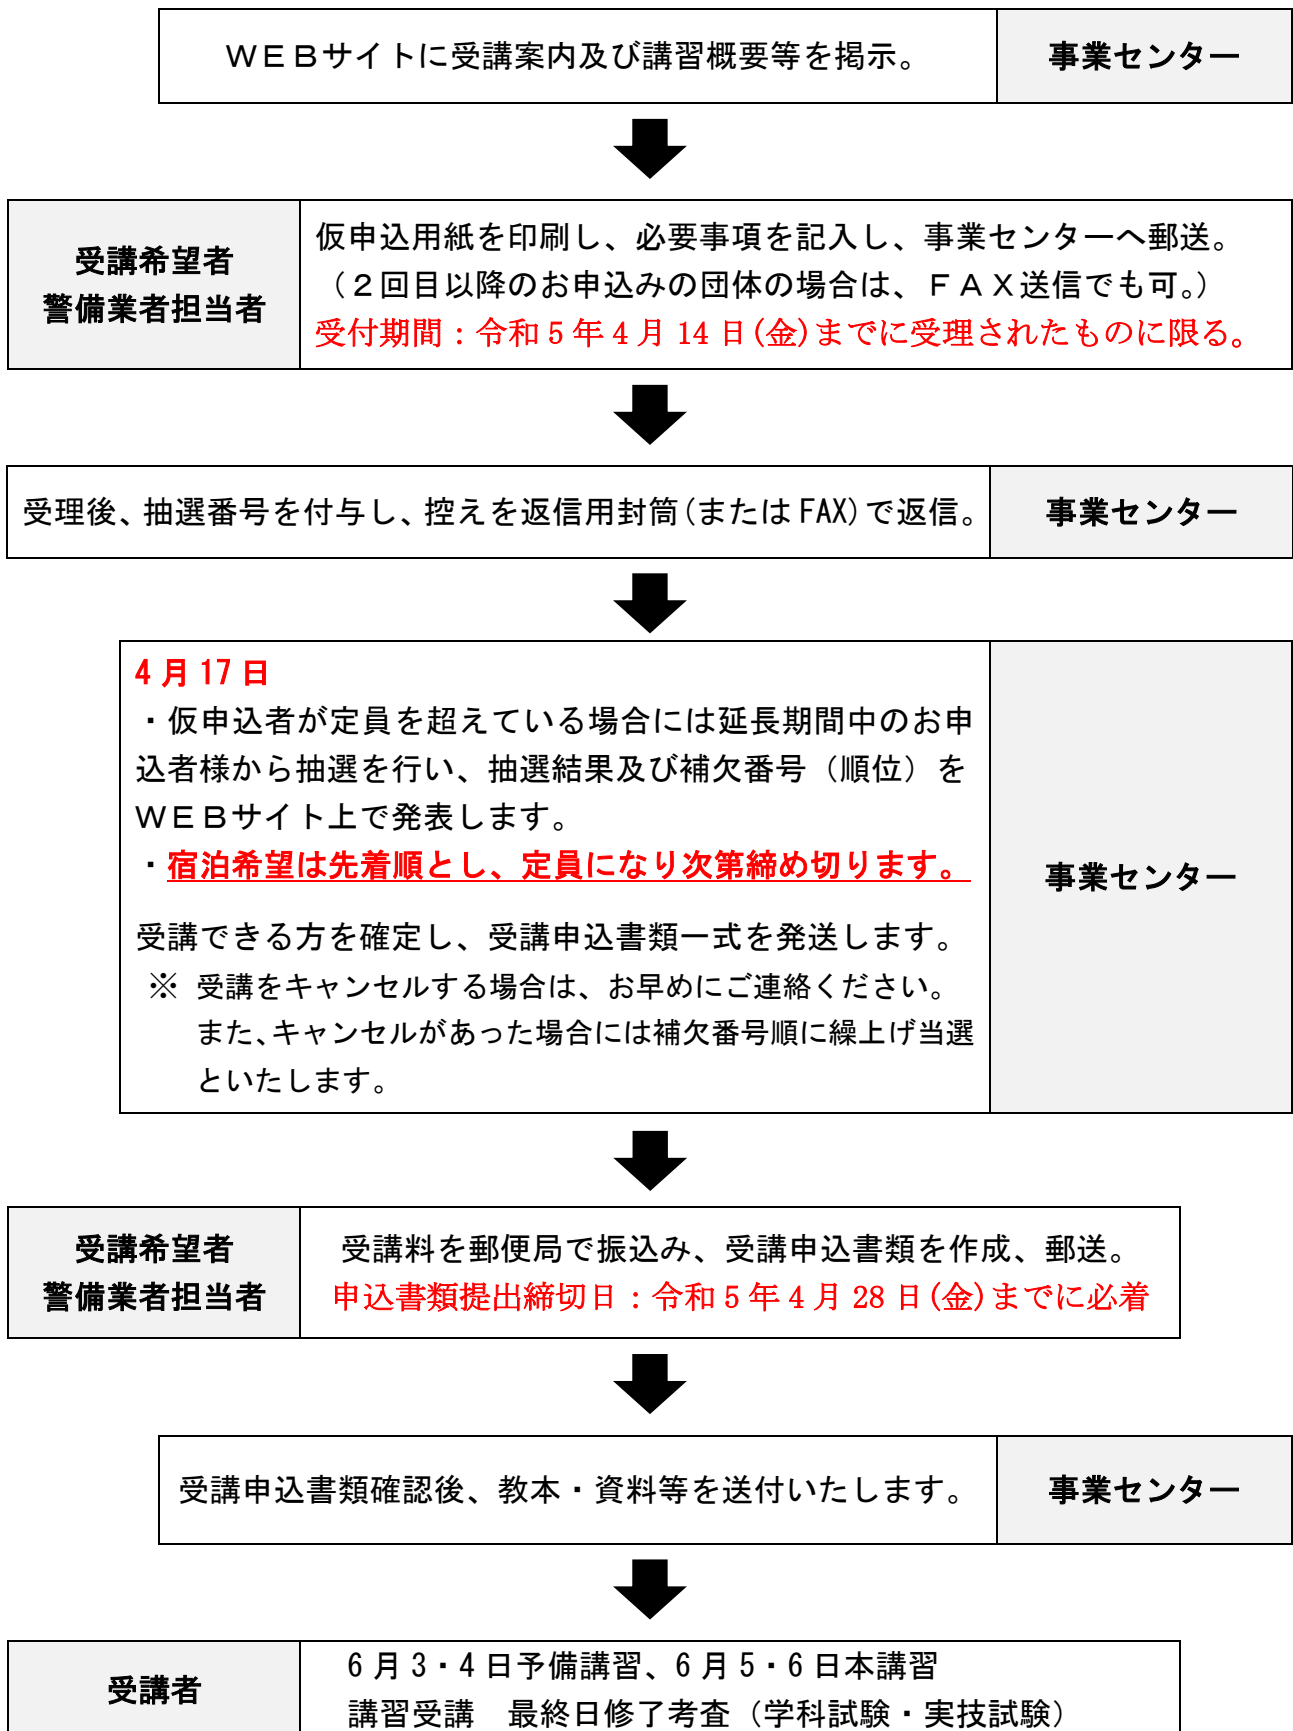 ＷＥＢサイトに受講案内及び講習概要等を掲示。
事業センター
受講希望者
警備業者担当者
仮申込用紙を印刷し、必要事項を記入し、事業センターへ郵送。
（２回目以降のお申込みの団体の場合は、ＦＡＸ送信でも可。）
受付期間：令和５年４月14日(金)までに受理されたものに限る。
受理後、抽選番号を付与し、控えを返信用封筒(またはFAX)で返信。
事業センター
4月17日
・仮申込者が定員を超えている場合には延長期間中のお申
込者様から抽選を行い、抽選結果及び補欠番号（順位）を
ＷＥＢサイト上で発表します。
・宿泊希望は先着順とし、定員になり次第締め切ります。
受講できる方を確定し、受講申込書類一式を発送します。
※ 受講をキャンセルする場合は、お早めにご連絡ください。
また、キャンセルがあった場合には補欠番号順に繰上げ当選
といたします。
事業センター
受講希望者
警備業者担当者
受講料を郵便局で振込み、受講申込書類を作成、郵送。
申込書類提出締切日：令和５年４月28日(金)までに必着
受講申込書類確認後、教本・資料等を送付いたします。
事業センター
受講者
6月3・4日予備講習、6月5・6日本講習
講習受講　最終日修了考査（学科試験・実技試験）